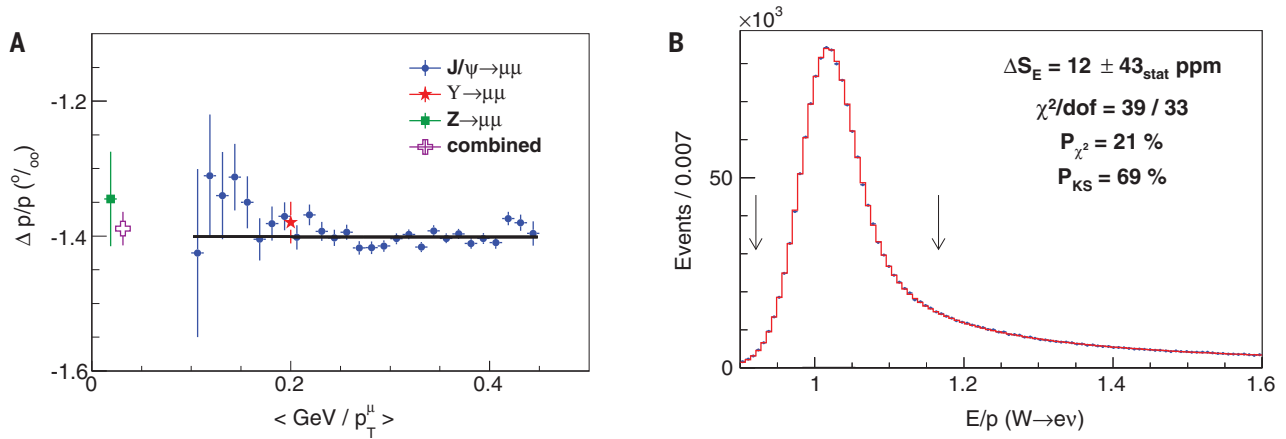 A
J/ψ→μμ
Υ→μμ
Z→μμ
combined
Δ p/p (⁰/₀₀)
-1.2
-1.4
-1.6
0
0.2
0.4
< GeV / p_T^μ >
B
×10³
ΔS_E = 12 ± 43_stat ppm
χ²/dof = 39 / 33
P_χ² = 21 %
P_KS = 69 %
Events / 0.007
50
0
1
1.2
1.4
1.6
E/p (W→eν)